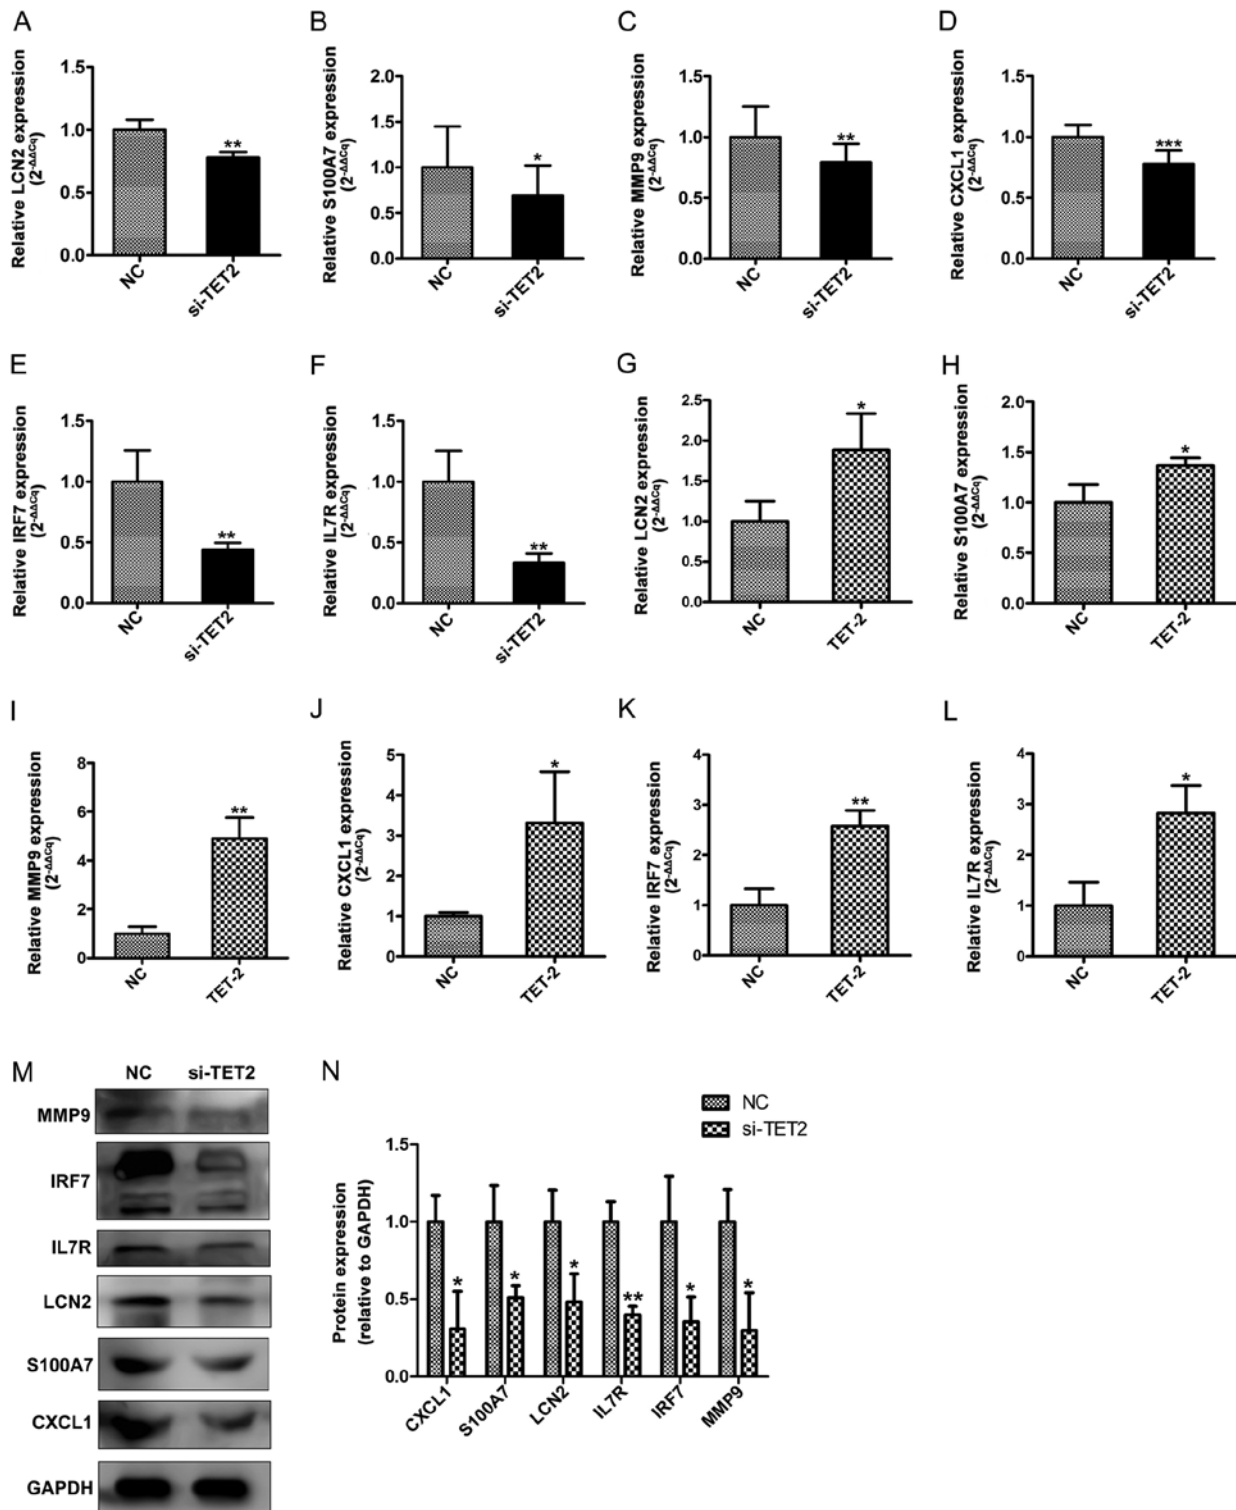 A
Relative LCN2 expression
(2-ΔΔCq)
1.5
1.0
0.5
0.0
**
NC
si-TET2
B
Relative S100A7 expression
(2-ΔΔCq)
2.0
1.5
1.0
0.5
0.0
*
NC
si-TET2
C
Relative MMP9 expression
(2-ΔΔCq)
1.5
1.0
0.5
0.0
**
NC
si-TET2
D
Relative CXCL1 expression
(2-ΔΔCq)
1.5
1.0
0.5
0.0
***
NC
si-TET2
E
Relative IRF7 expression
(2-ΔΔCq)
1.5
1.0
0.5
0.0
**
NC
si-TET2
F
Relative IL7R expression
(2-ΔΔCq)
1.5
1.0
0.5
0.0
**
NC
si-TET2
G
Relative LCN2 expression
(2-ΔΔCq)
2.5
2.0
1.5
1.0
0.5
0.0
*
NC
TET-2
H
Relative S100A7 expression
(2-ΔΔCq)
2.0
1.5
1.0
0.5
0.0
*
NC
TET-2
I
Relative MMP9 expression
(2-ΔΔCq)
8
6
4
2
0
**
NC
TET-2
J
Relative CXCL1 expression
(2-ΔΔCq)
5
4
3
2
1
0
*
NC
TET-2
K
Relative IRF7 expression
(2-ΔΔCq)
4
3
2
1
0
**
NC
TET-2
L
Relative IL7R expression
(2-ΔΔCq)
4
3
2
1
0
*
NC
TET-2
M
NC si-TET2
MMP9
IRF7
IL7R
LCN2
S100A7
CXCL1
GAPDH
N
NC
si-TET2
Protein expression
(relative to GAPDH)
1.5
1.0
0.5
0.0
* * * ** * *
CXCL1 S100A7 LCN2 IL7R IRF7 MMP9